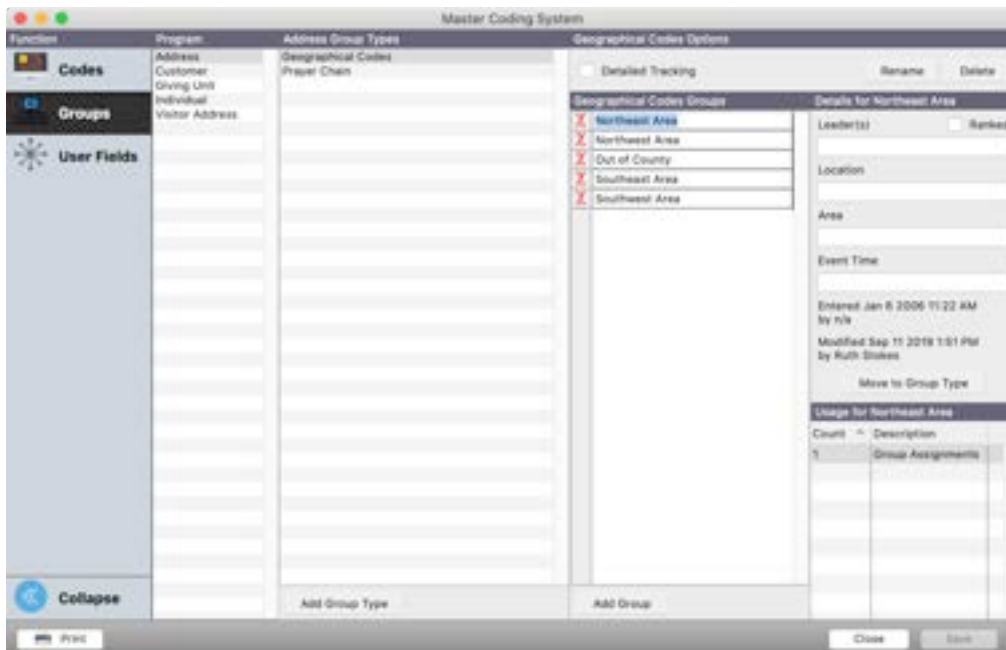 Master Coding System
Function
Program
Address Group Types
Geographical Codes Options
Codes
Groups
User Fields
Collapse
Address
Customer
Giving Unit
Individual
Visitor Address
Geographical Codes
Prayer Chain
Detailed Tracking
Rename
Delete
Geographical Codes Groups
X Northeast Area
X Northwest Area
X Out of County
X Southeast Area
X Southwest Area
Details for Northeast Area
Leader(s)
Ranked
Location
Area
Event Time
Entered Jan 6 2006 11:22 AM
by n/a
Modified Sep 11 2019 1:51 PM
by Ruth Stokes
Move to Group Type
Usage for Northeast Area
Count Description
1 Group Assignments
Add Group Type
Add Group
Print
Close
Save